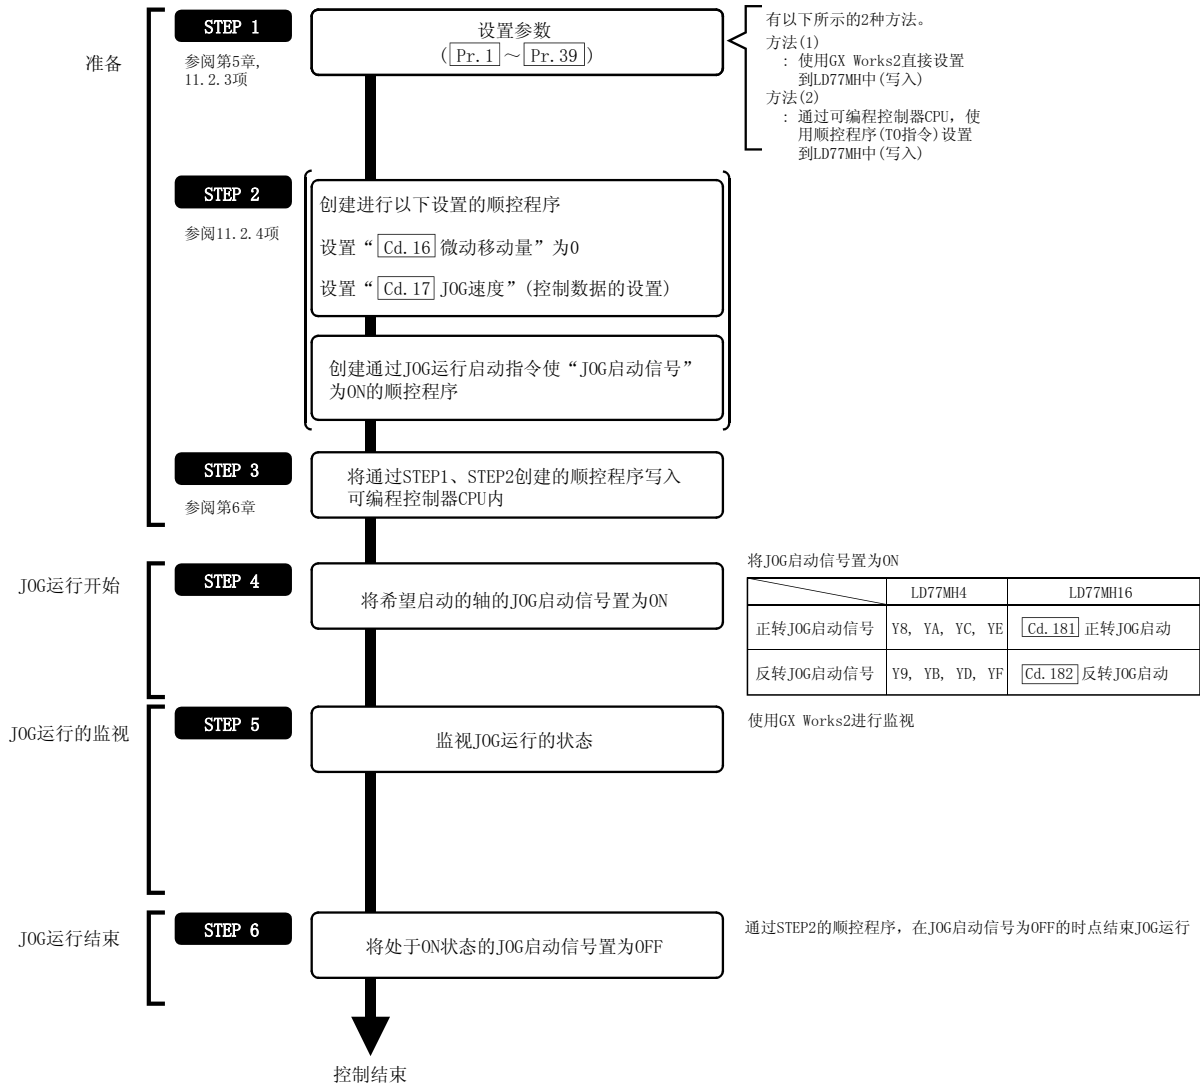 准备
STEP 1
参阅第5章,
11.2.3项
设置参数
(Pr.1～Pr.39)
有以下所示的2种方法。
方法(1)
: 使用GX Works2直接设置
到LD77MH中(写入)
方法(2)
: 通过可编程控制器CPU，使
用顺控程序(TO指令)设置
到LD77MH中(写入)
STEP 2
参阅11.2.4项
创建进行以下设置的顺控程序
设置“Cd.16 微动移动量”为0
设置“Cd.17 JOG速度”(控制数据的设置)
创建通过JOG运行启动指令使“JOG启动信号”
为ON的顺控程序
STEP 3
参阅第6章
将通过STEP1、STEP2创建的顺控程序写入
可编程控制器CPU内
JOG运行开始
STEP 4
将希望启动的轴的JOG启动信号置为ON
将JOG启动信号置为ON
LD77MH4 LD77MH16
正转JOG启动信号 Y8, YA, YC, YE Cd.181 正转JOG启动
反转JOG启动信号 Y9, YB, YD, YF Cd.182 反转JOG启动
JOG运行的监视
STEP 5
监视JOG运行的状态
使用GX Works2进行监视
JOG运行结束
STEP 6
将处于ON状态的JOG启动信号置为OFF
通过STEP2的顺控程序，在JOG启动信号为OFF的时点结束JOG运行
控制结束